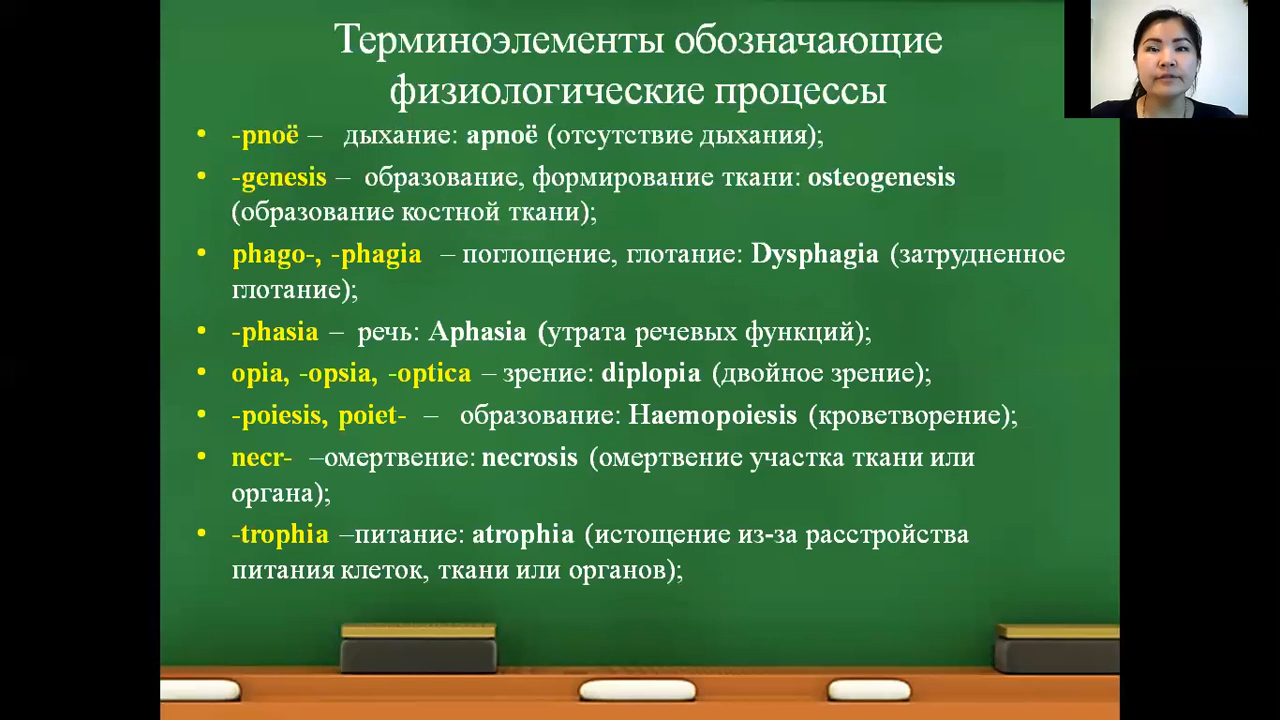 Терминоэлементы обозначающие
физиологические процессы
• -pnoё – дыхание: apnoё (отсутствие дыхания);
• -genesis – образование, формирование ткани: osteogenesis
(образование костной ткани);
• phago-, -phagia – поглощение, глотание: Dysphagia (затрудненное
глотание);
• -phasia – речь: Aphasia (утрата речевых функций);
• opia, -opsia, -optica – зрение: diplopia (двойное зрение);
• -poiesis, poiet- – образование: Haemopoiesis (кроветворение);
• necr- –омертвение: necrosis (омертвение участка ткани или
органа);
• -trophia –питание: atrophia (истощение из-за расстройства
питания клеток, ткани или органов);